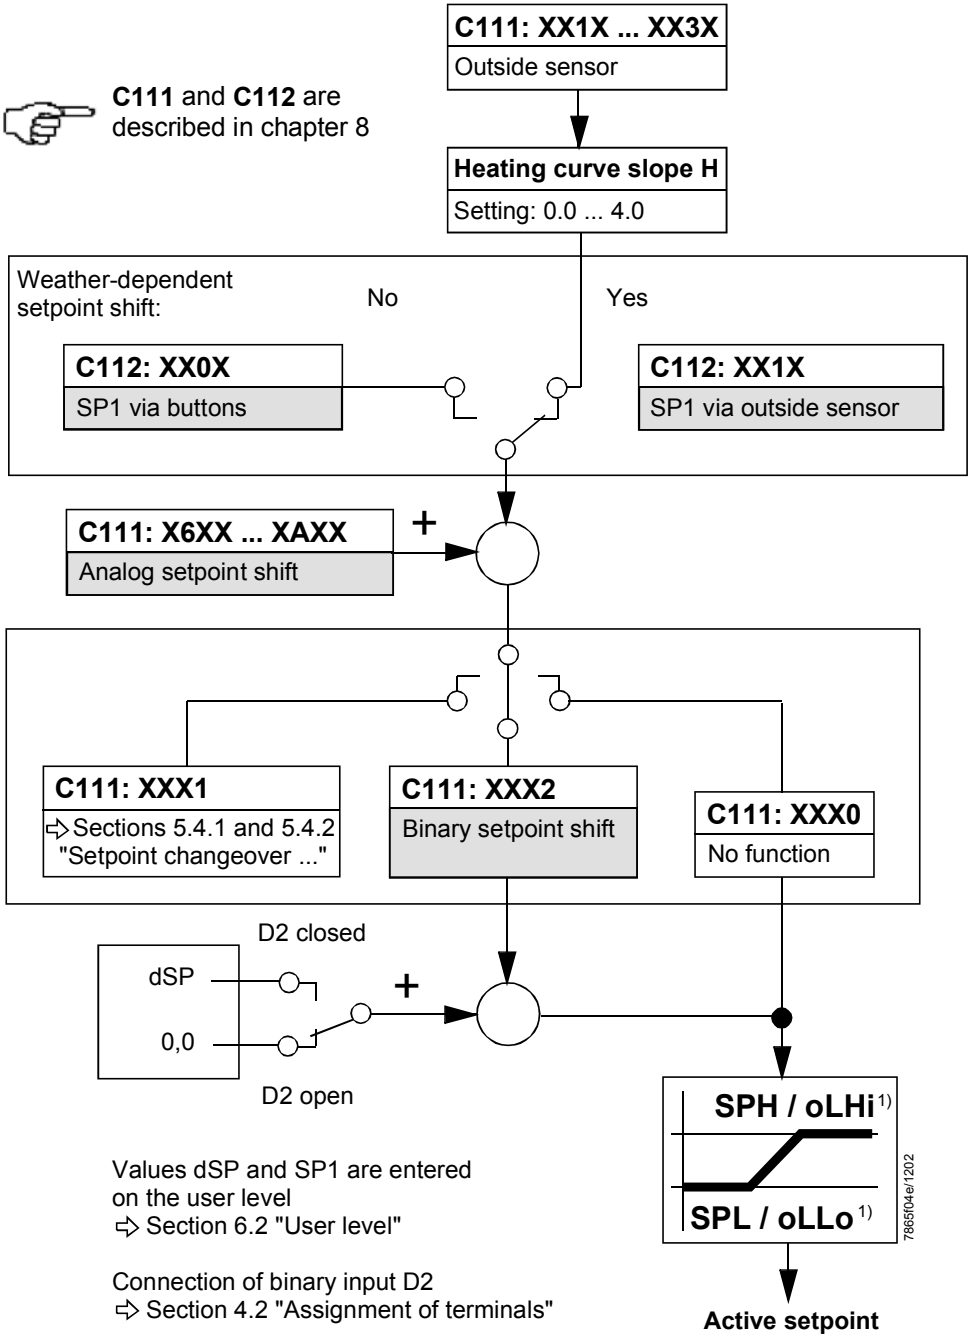 C111: XX1X ... XX3X
Outside sensor
C111 and C112 are
described in chapter 8
Heating curve slope H
Setting: 0.0 ... 4.0
Weather-dependent
setpoint shift:
No
Yes
C112: XX0X
SP1 via buttons
C112: XX1X
SP1 via outside sensor
C111: X6XX ... XAXX
Analog setpoint shift
+
C111: XXX1
⇨ Sections 5.4.1 and 5.4.2
"Setpoint changeover ..."
C111: XXX2
Binary setpoint shift
C111: XXX0
No function
D2 closed
dSP
+
0,0
D2 open
SPH / oLHi 1)
SPL / oLLo 1)
7865f04e/1202
Values dSP and SP1 are entered
on the user level
⇨ Section 6.2 "User level"
Connection of binary input D2
⇨ Section 4.2 "Assignment of terminals"
Active setpoint